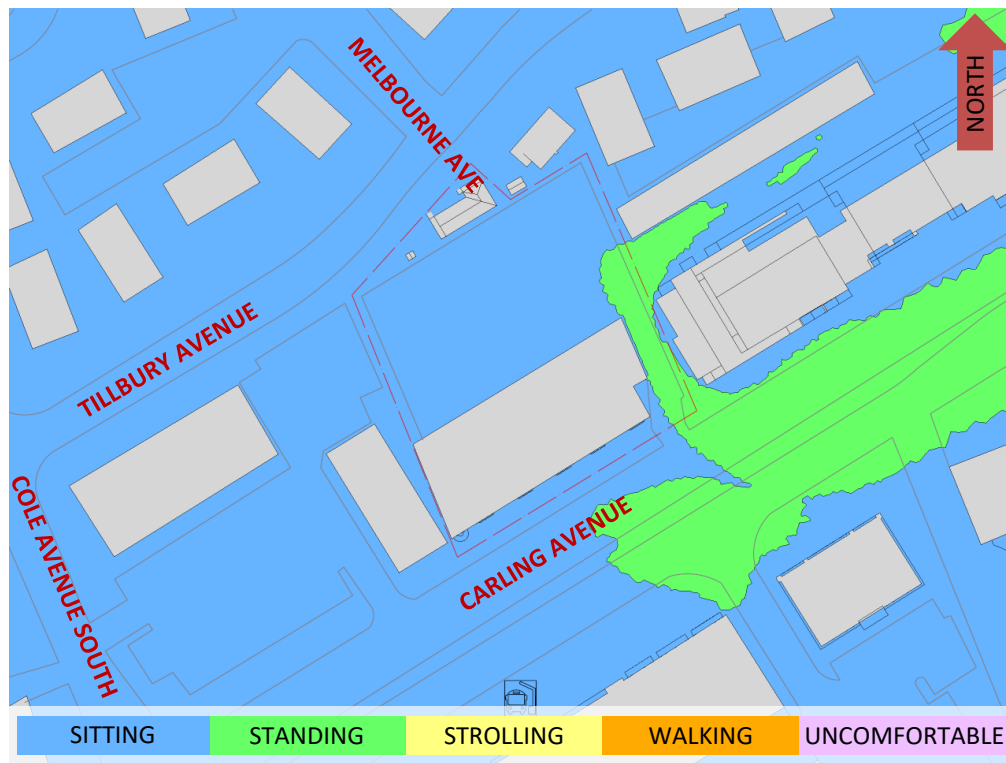 MELBOURNE AVE
NORTH
TILLBURY AVENUE
COLE AVENUE SOUTH
CARLING AVENUE
SITTING
STANDING
STROLLING
WALKING
UNCOMFORTABLE